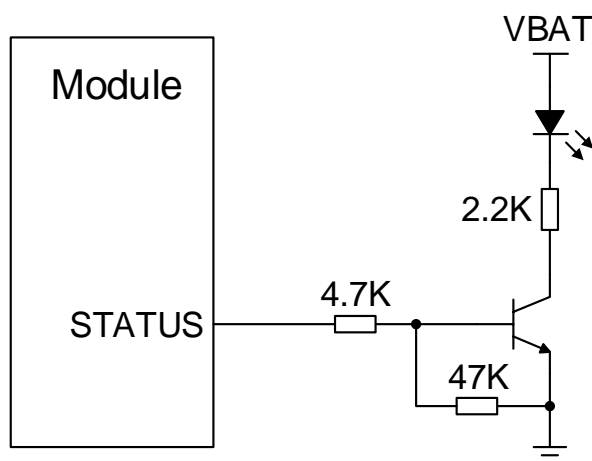 VBAT
Module
2.2K
4.7K
STATUS
47K